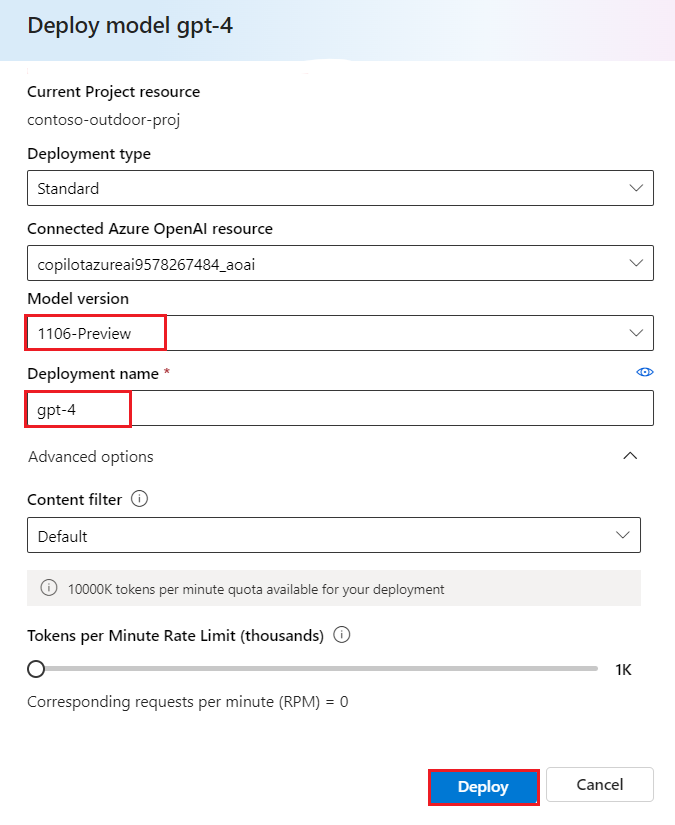 Deploy model gpt-4
Current Project resource
contoso-outdoor-proj
Deployment type
Standard
Connected Azure OpenAI resource
copilotazureai9578267484_aoai
Model version
1106-Preview
Deployment name *
gpt-4
Advanced options
Content filter
Default
10000K tokens per minute quota available for your deployment
Tokens per Minute Rate Limit (thousands)
1K
Corresponding requests per minute (RPM) = 0
Deploy Cancel